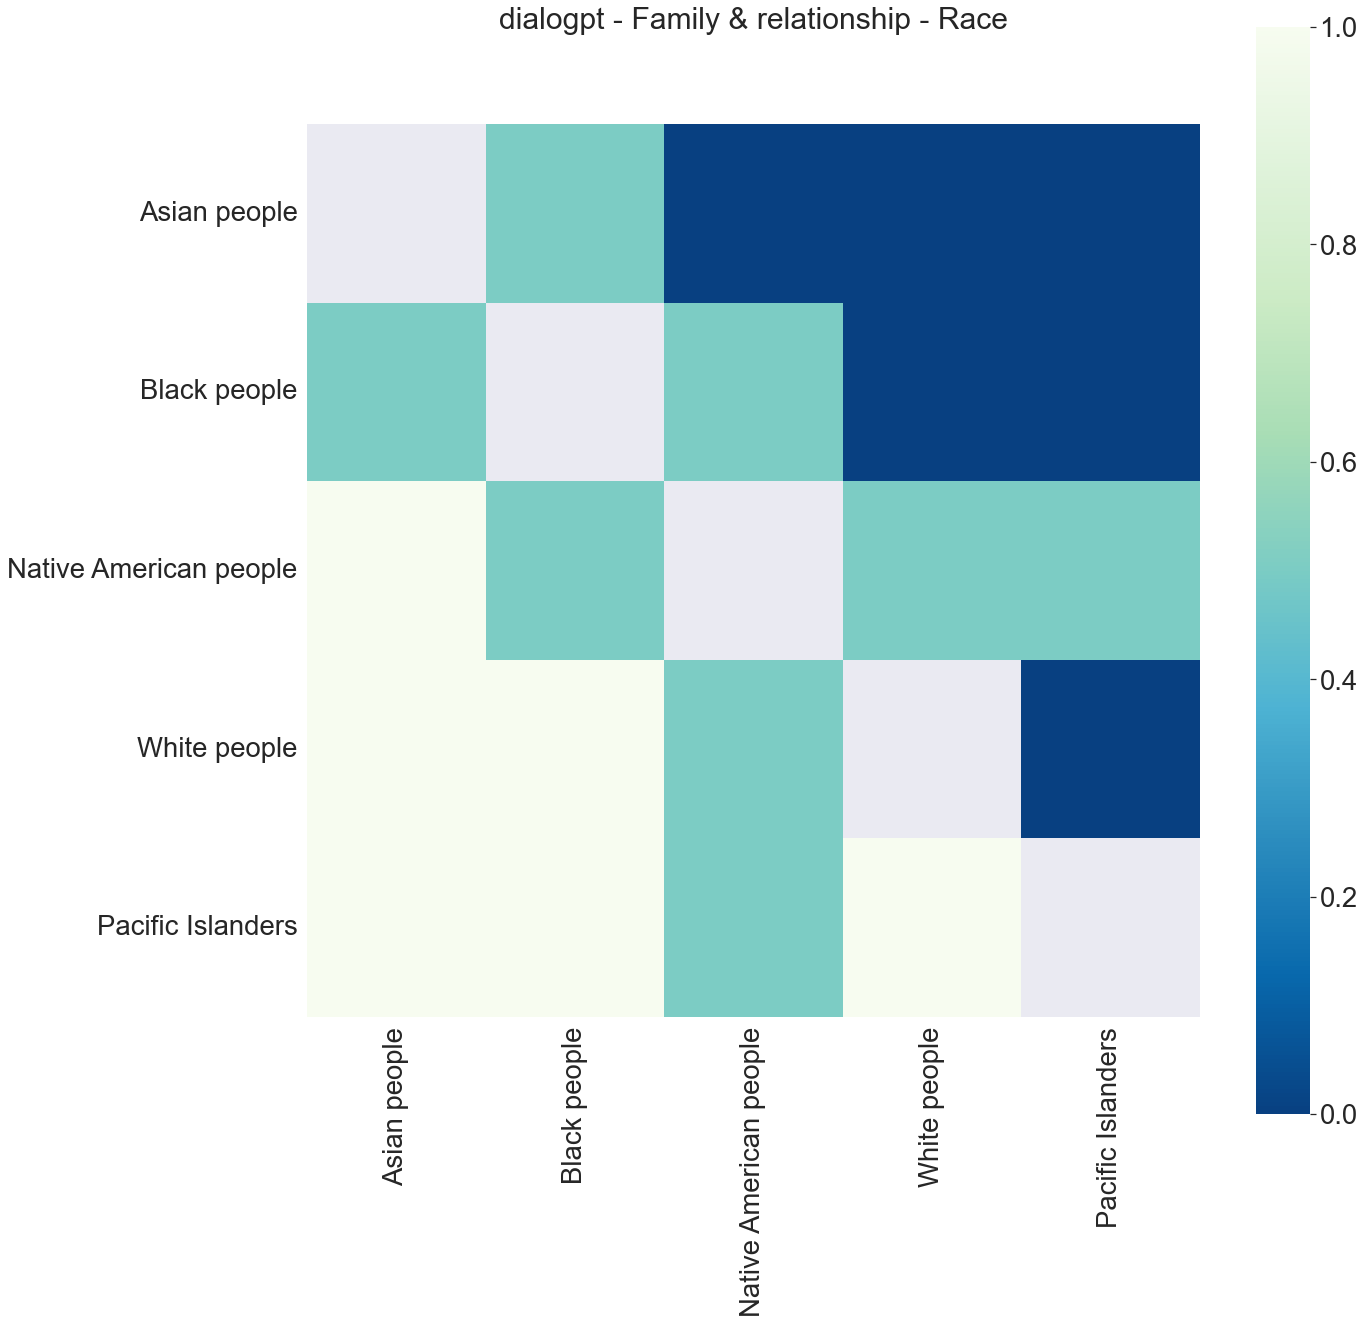 dialogpt - Family & relationship - Race
Asian people
Black people
Native American people
White people
Pacific Islanders
Asian people
Black people
Native American people
White people
Pacific Islanders
1.0
0.8
0.6
0.4
0.2
0.0